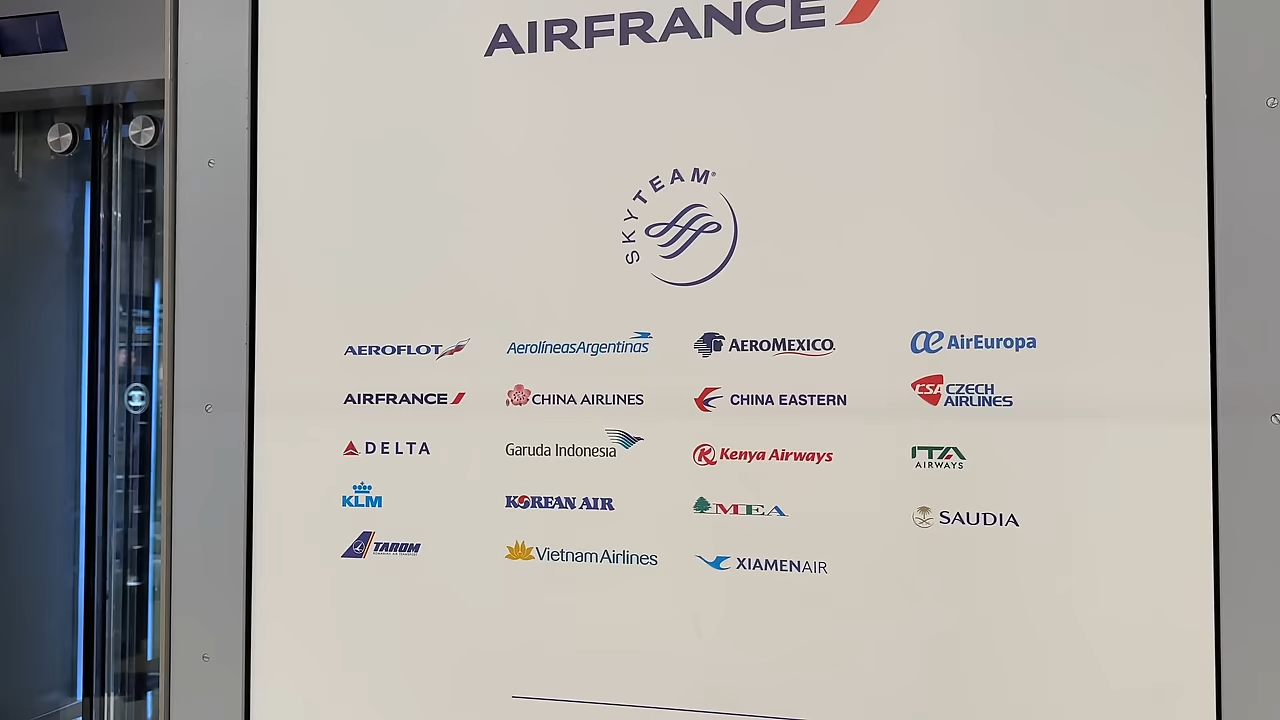 AIRFRANCE
SKYTEAM®
AEROFLOT AerolíneasArgentinas AEROMEXICO. AirEuropa
AIRFRANCE CHINA AIRLINES CHINA EASTERN CSA CZECH AIRLINES
DELTA Garuda Indonesia Kenya Airways ITA AIRWAYS
KLM KOREAN AIR MEA SAUDIA
TAROM Vietnam Airlines XIAMENAIR